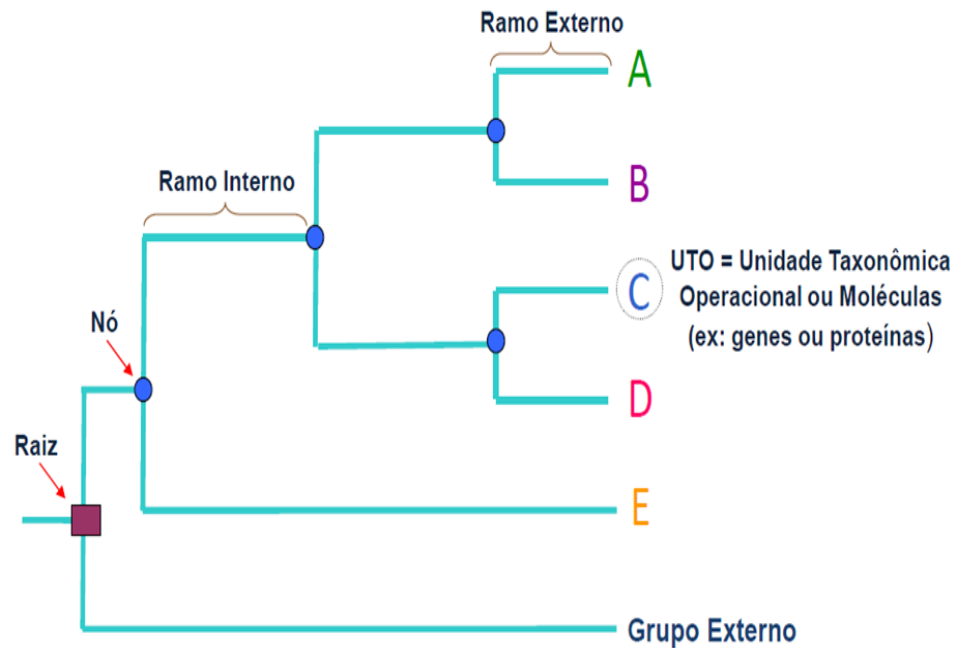 Ramo Externo
A
Ramo Interno
B
UTO = Unidade Taxonômica
C
Operacional ou Moléculas
(ex: genes ou proteínas)
Nó
D
Raiz
E
Grupo Externo